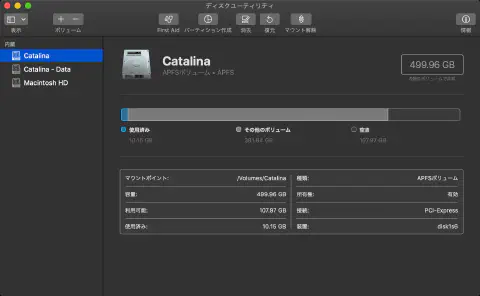 ディスクユーティリティ
表示
ボリューム
First Aid
パーティション作成
消去
復元
マウント解除
情報
内蔵
Catalina
Catalina - Data
Macintosh HD
Catalina
APFSボリューム • APFS
499.96 GB
使用済み
10.15 GB
その他のボリューム
381.84 GB
空き
107.97 GB
マウントポイント:
/Volumes/Catalina
容量:
499.96 GB
利用可能:
107.97 GB
使用済み:
10.15 GB
種類:
APFSボリューム
所有権:
有効
接続:
PCI-Express
装置:
disk1s6